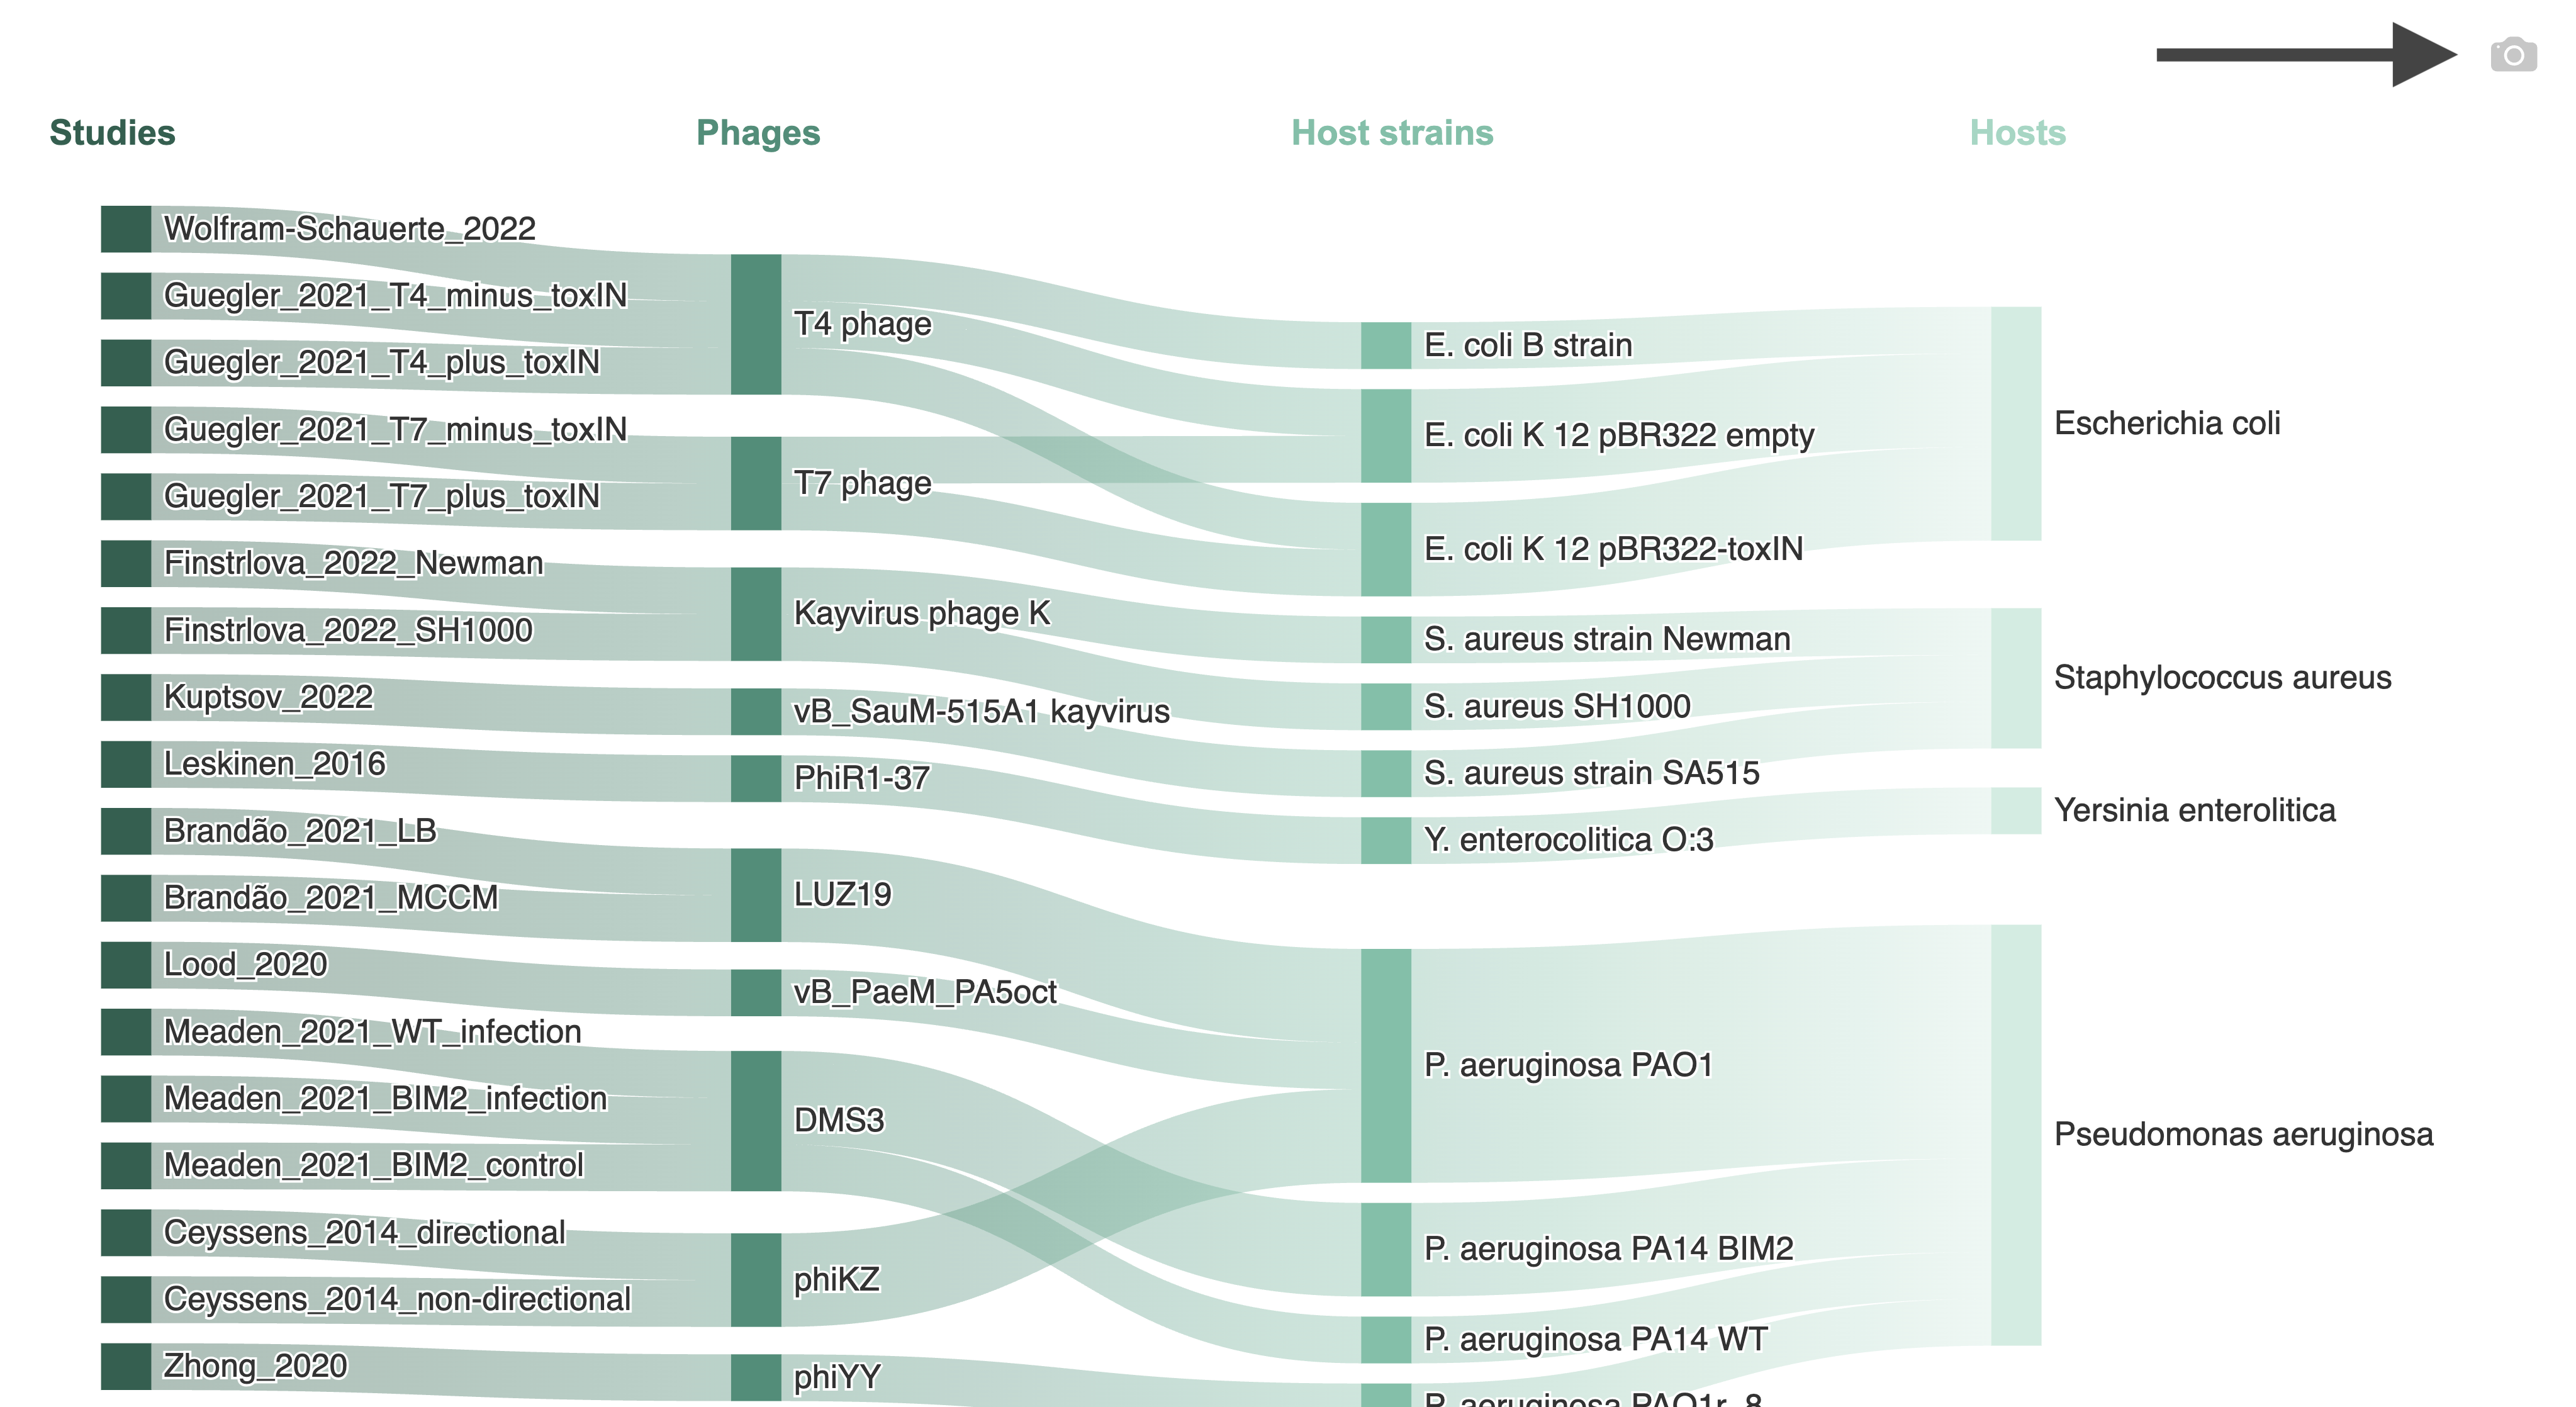 Studies
Phages
Host strains
Hosts
Wolfram-Schauerte_2022
Guegler_2021_T4_minus_toxIN
Guegler_2021_T4_plus_toxIN
Guegler_2021_T7_minus_toxIN
Guegler_2021_T7_plus_toxIN
Finstrlova_2022_Newman
Finstrlova_2022_SH1000
Kuptsov_2022
Leskinen_2016
Brandão_2021_LB
Brandão_2021_MCCM
Lood_2020
Meaden_2021_WT_infection
Meaden_2021_BIM2_infection
Meaden_2021_BIM2_control
Ceyssens_2014_directional
Ceyssens_2014_non-directional
Zhong_2020
T4 phage
T7 phage
Kayvirus phage K
vB_SauM-515A1 kayvirus
PhiR1-37
LUZ19
vB_PaeM_PA5oct
DMS3
phiKZ
phiYY
E. coli B strain
E. coli K 12 pBR322 empty
E. coli K 12 pBR322-toxIN
S. aureus strain Newman
S. aureus SH1000
S. aureus strain SA515
Y. enterocolitica O:3
P. aeruginosa PAO1
P. aeruginosa PA14 BIM2
P. aeruginosa PA14 WT
P. aeruginosa PAO1r 8
Escherichia coli
Staphylococcus aureus
Yersinia enterolitica
Pseudomonas aeruginosa